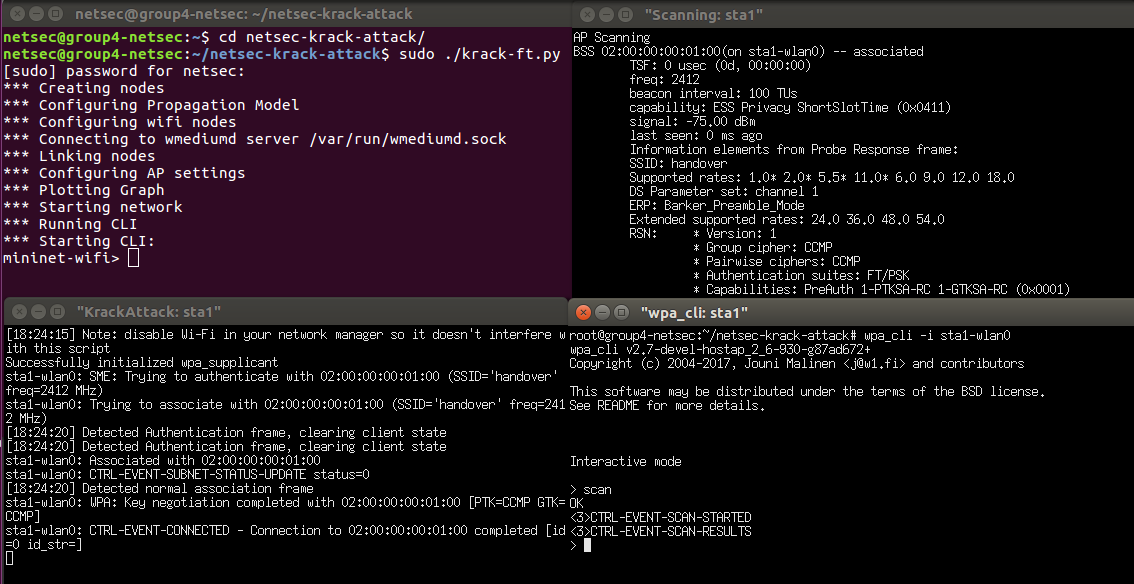 netsec@group4-netsec: ~/netsec-krack-attack
netsec@group4-netsec:~$ cd netsec-krack-attack/
netsec@group4-netsec:~/netsec-krack-attack$ sudo ./krack-ft.py
[sudo] password for netsec:
*** Creating nodes
*** Configuring Propagation Model
*** Configuring wifi nodes
*** Connecting to wmediumd server /var/run/wmediumd.sock
*** Linking nodes
*** Configuring AP settings
*** Plotting Graph
*** Starting network
*** Running CLI
*** Starting CLI:
mininet-wifi>
"Scanning: sta1"
AP Scanning
BSS 02:00:00:00:01:00(on sta1-wlan0) -- associated
TSF: 0 usec (0d, 00:00:00)
freq: 2412
beacon interval: 100 TUs
capability: ESS Privacy ShortSlotTime (0x0411)
signal: -75.00 dBm
last seen: 0 ms ago
Information elements from Probe Response frame:
SSID: handover
Supported rates: 1.0* 2.0* 5.5* 11.0* 6.0 9.0 12.0 18.0
DS Parameter set: channel 1
ERP: Barker_Preamble_Mode
Extended supported rates: 24.0 36.0 48.0 54.0
RSN: * Version: 1
* Group cipher: CCMP
* Pairwise ciphers: CCMP
* Authentication suites: FT/PSK
* Capabilities: PreAuth 1-PTKSA-RC 1-GTKSA-RC (0x0001)
"KrackAttack: sta1"
[18:24:15] Note: disable Wi-Fi in your network manager so it doesn't interfere w
ith this script
Successfully initialized wpa_supplicant
sta1-wlan0: SME: Trying to authenticate with 02:00:00:00:01:00 (SSID='handover'
freq=2412 MHz)
sta1-wlan0: Trying to associate with 02:00:00:00:01:00 (SSID='handover' freq=241
2 MHz)
[18:24:20] Detected Authentication frame, clearing client state
[18:24:20] Detected Authentication frame, clearing client state
sta1-wlan0: Associated with 02:00:00:00:01:00
sta1-wlan0: CTRL-EVENT-SUBNET-STATUS-UPDATE status=0
[18:24:20] Detected normal association frame
sta1-wlan0: WPA: Key negotiation completed with 02:00:00:00:01:00 [PTK=CCMP GTK=
CCMP]
sta1-wlan0: CTRL-EVENT-CONNECTED - Connection to 02:00:00:00:01:00 completed [id
=0 id_str=]
"wpa_cli: sta1"
root@group4-netsec:~/netsec-krack-attack# wpa_cli -i sta1-wlan0
wpa_cli v2.7-devel-hostap_2_6-930-g87ad672+
Copyright (c) 2004-2017, Jouni Malinen <j@w1.fi> and contributors
This software may be distributed under the terms of the BSD license.
See README for more details.
Interactive mode
> scan
OK
<3>CTRL-EVENT-SCAN-STARTED
<3>CTRL-EVENT-SCAN-RESULTS
>